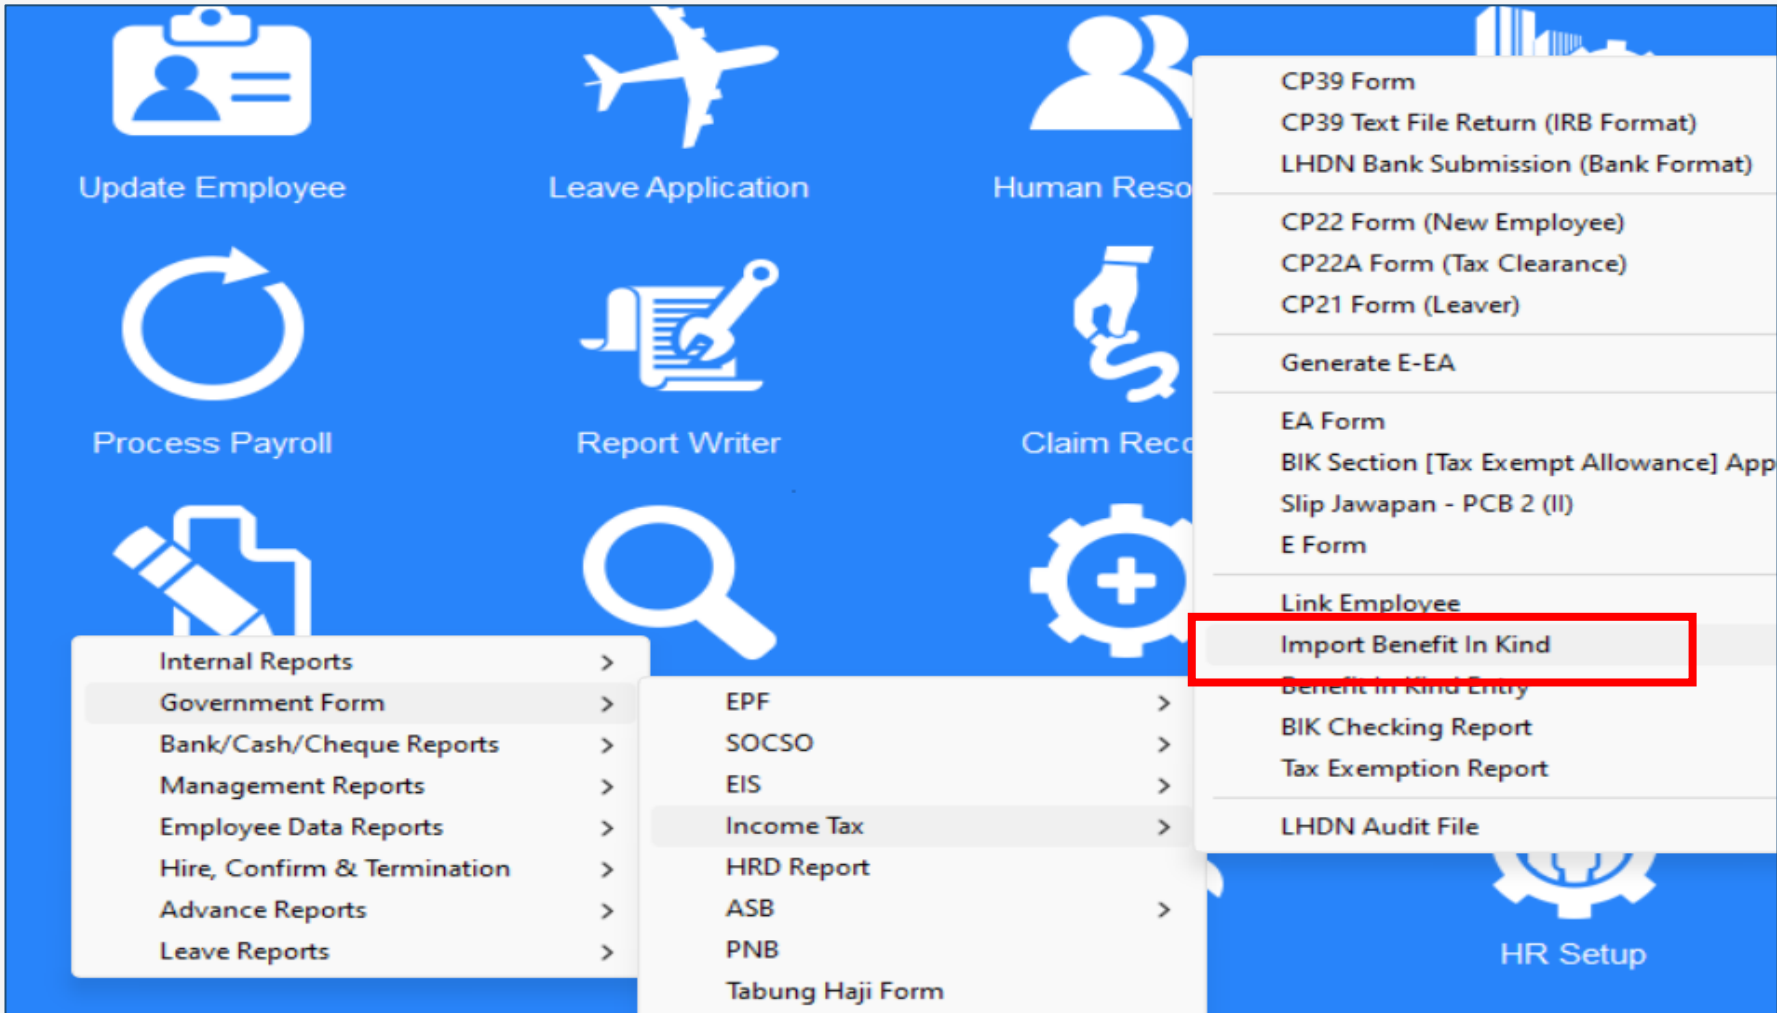 Update Employee
Leave Application
Human Reso
Process Payroll
Report Writer
Claim Reco
HR Setup
Internal Reports
Government Form
Bank/Cash/Cheque Reports
Management Reports
Employee Data Reports
Hire, Confirm & Termination
Advance Reports
Leave Reports
EPF
SOCSO
EIS
Income Tax
HRD Report
ASB
PNB
Tabung Haji Form
CP39 Form
CP39 Text File Return (IRB Format)
LHDN Bank Submission (Bank Format)
CP22 Form (New Employee)
CP22A Form (Tax Clearance)
CP21 Form (Leaver)
Generate E-EA
EA Form
BIK Section [Tax Exempt Allowance] App
Slip Jawapan - PCB 2 (II)
E Form
Link Employee
Import Benefit In Kind
Benefit In Kind Entry
BIK Checking Report
Tax Exemption Report
LHDN Audit File